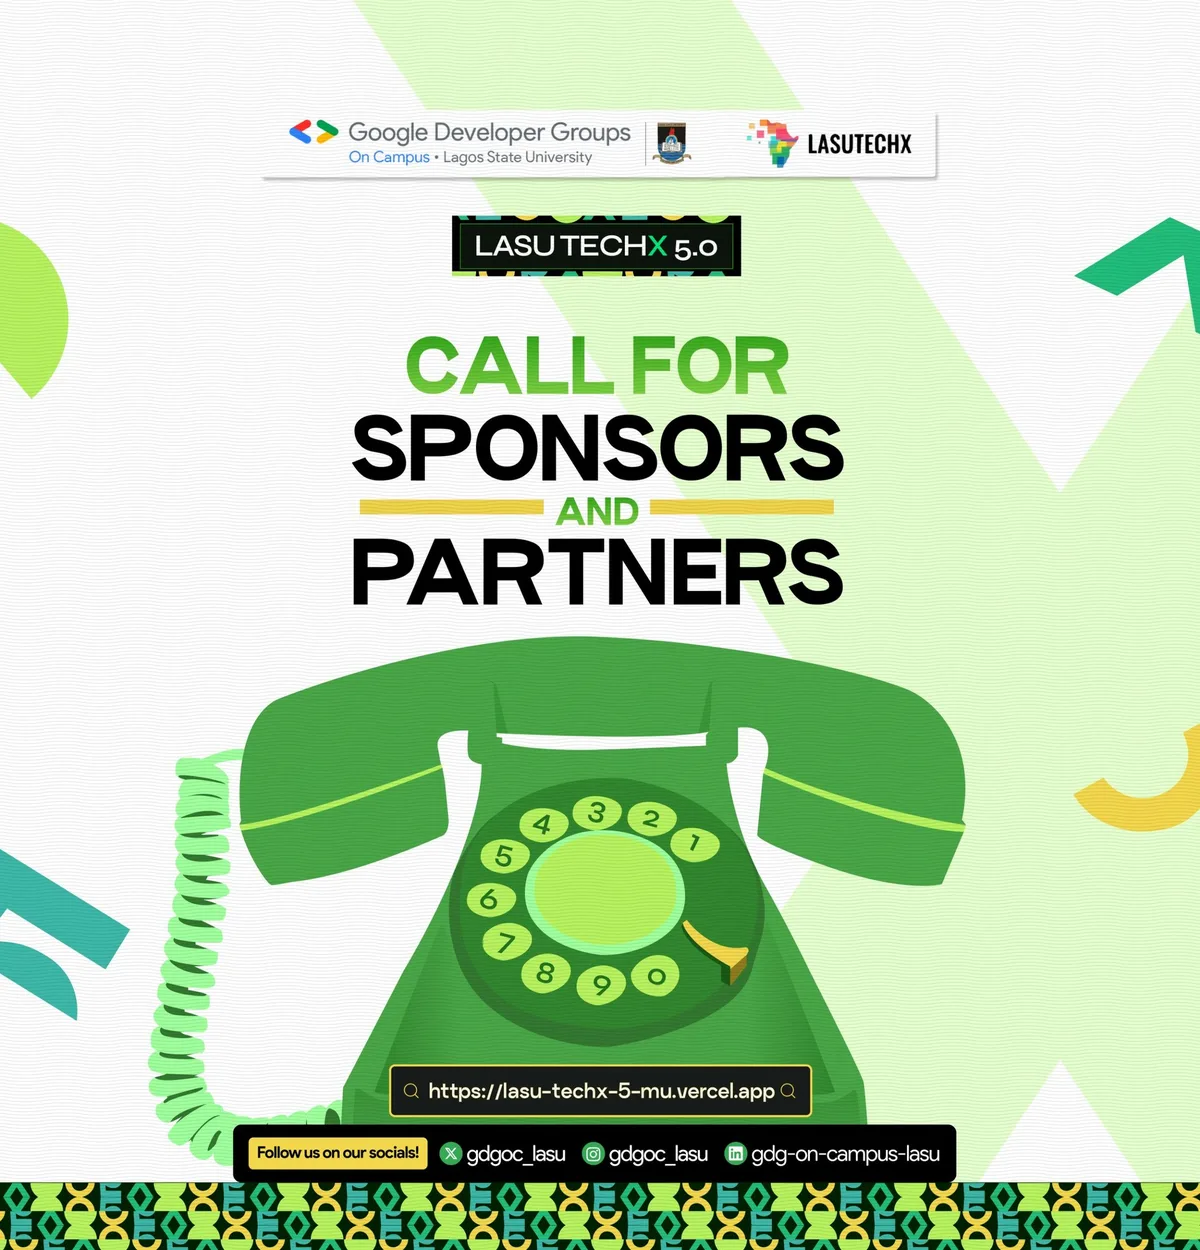 Google Developer Groups
On Campus • Lagos State University
LASUTECHX
LASU TECHX 5.0
CALL FOR
SPONSORS
AND
PARTNERS
1
2
3
4
5
6
7
8
9
0
https://lasu-techx-5-mu.vercel.app
Follow us on our socials! gdgoc_lasu gdgoc_lasu gdg-on-campus-lasu